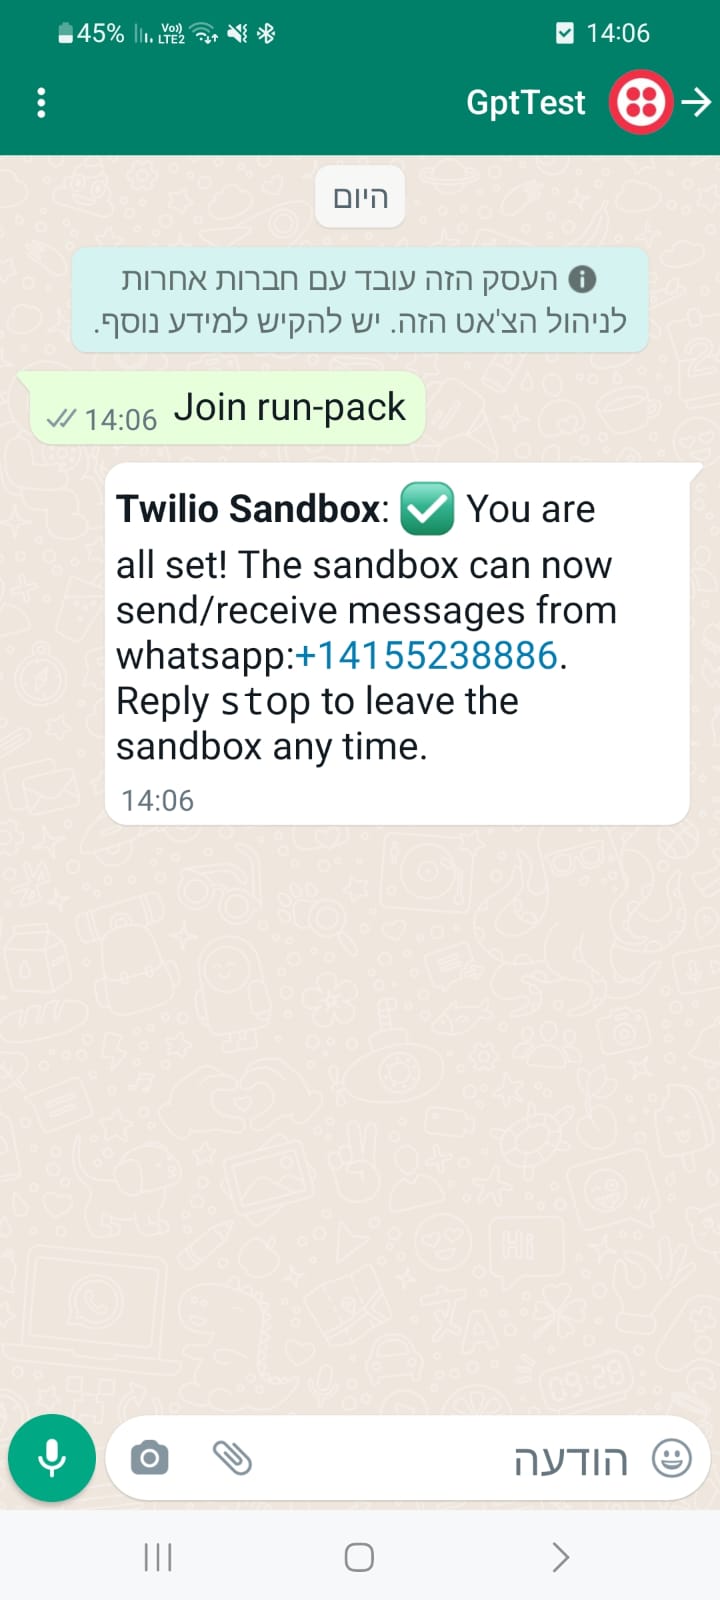 45%
Vo))
LTE2
14:06
GptTest
היום
העסק הזה עובד עם חברות אחרות
לניהול הצ'אט הזה. יש להקיש למידע נוסף.
Join run-pack
14:06
Twilio Sandbox: ✅ You are
all set! The sandbox can now
send/receive messages from
whatsapp:+14155238886.
Reply stop to leave the
sandbox any time.
14:06
הודעה